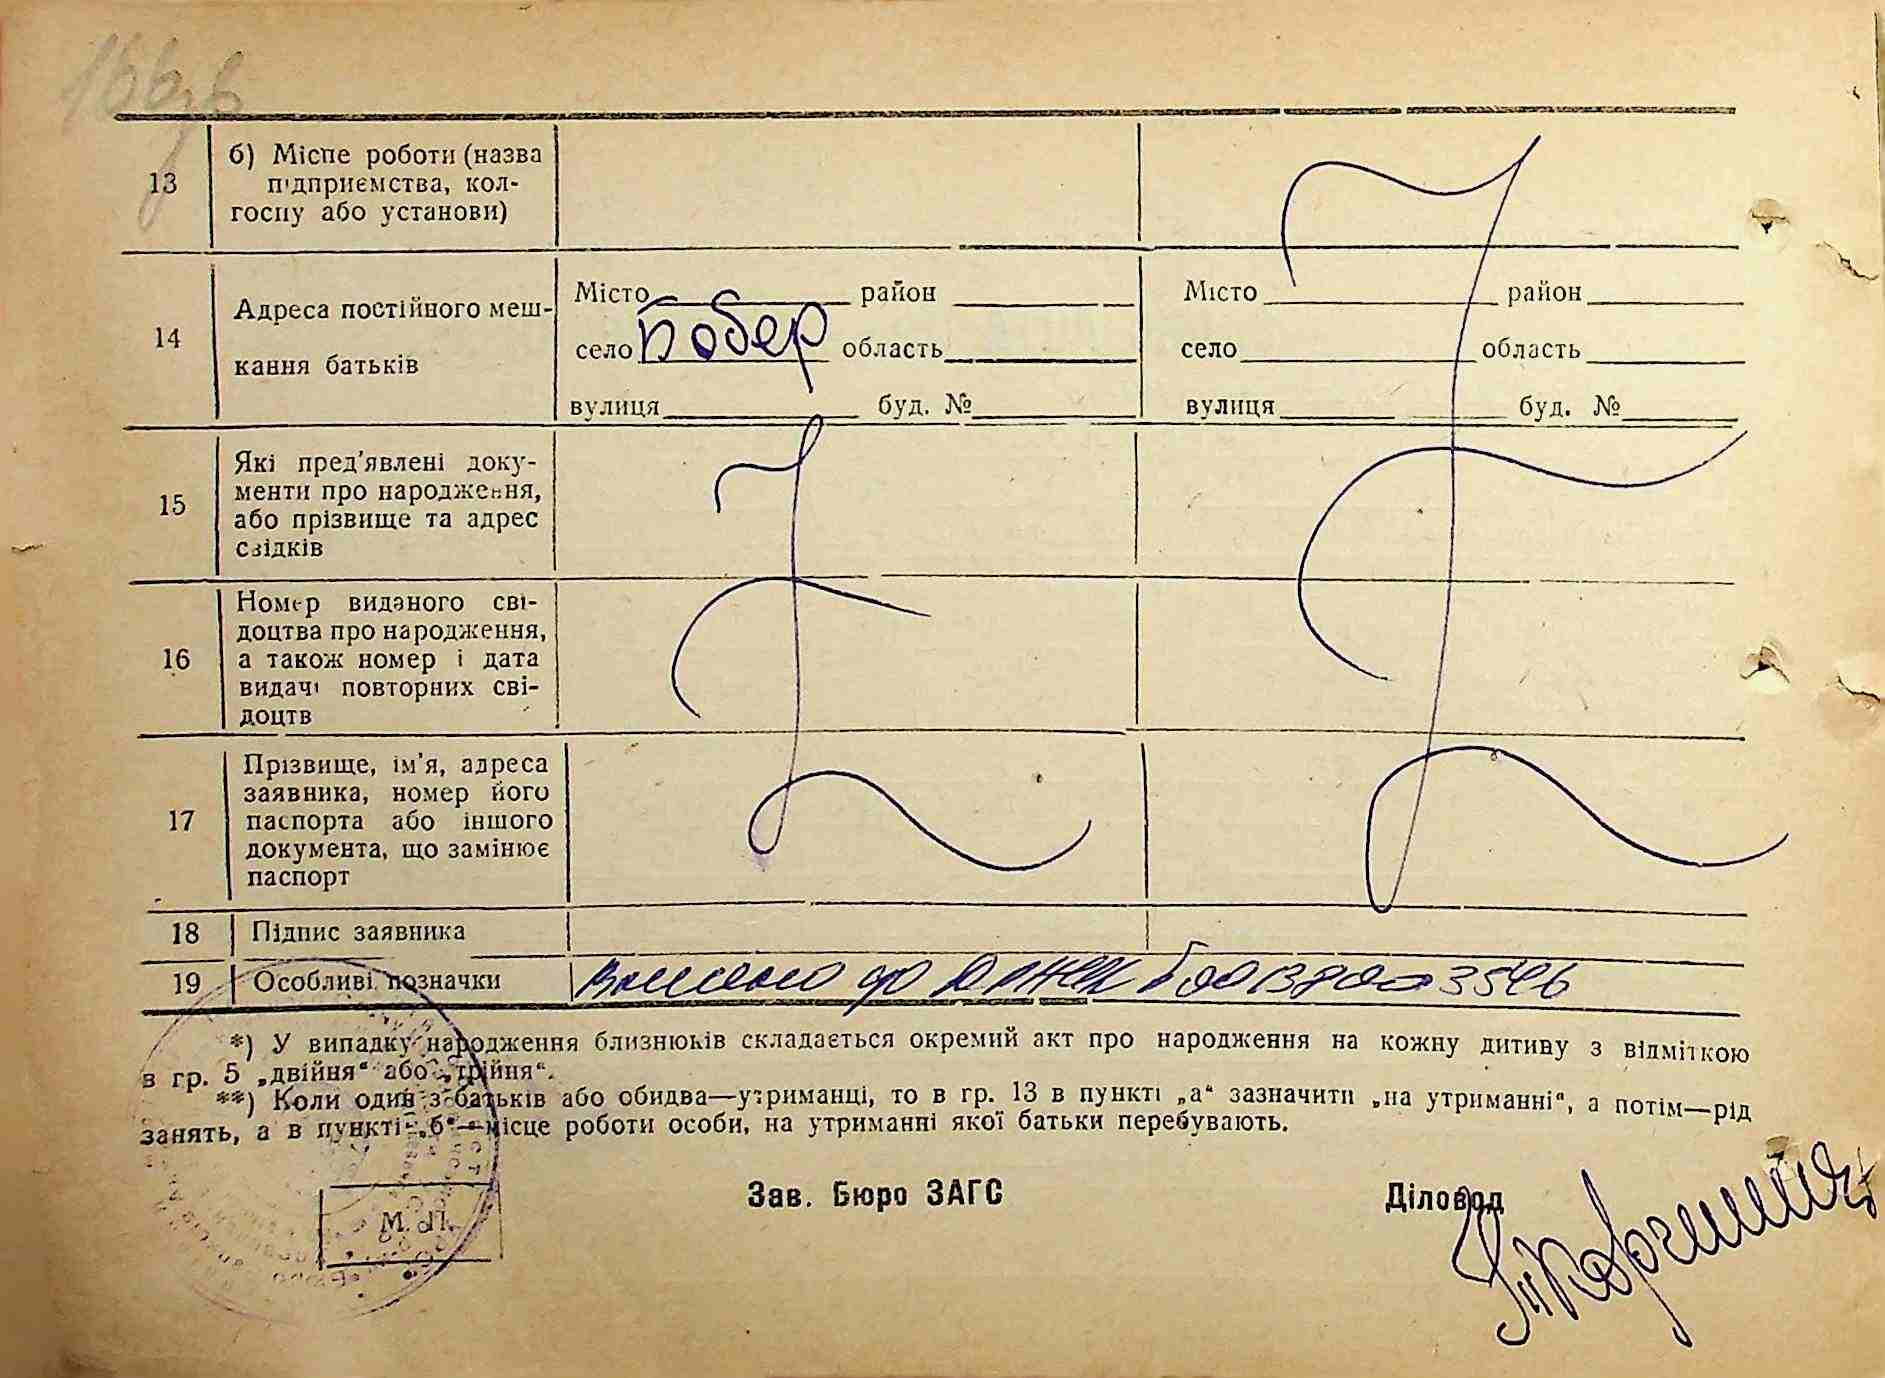 13
б) Місце роботи (назва
підприємства, кол-
госпу або установи)
14
Адреса постійного меш-
кання батьків
Місто район
село Бобер область
вулиця буд. №
Місто район
село область
вулиця буд. №
15
Які пред'явлені доку-
менти про народження,
або прізвище та адрес
свідків
16
Номер виданого сві-
доцтва про народження,
а також номер і дата
видачі повторних сві-
доцтв
17
Прізвище, ім'я, адреса
заявника, номер його
паспорта або іншого
документа, що замінює
паспорт
18 Підпис заявника
19 Особливі позначки
*) У випадку народження близнюків складається окремий акт про народження на кожну дитину з відміткою
в гр. 5 „двійня“ або „трійня“.
**) Коли один з батьків або обидва—утриманці, то в гр. 13 в пункті „а“ зазначити „на утриманні“, а потім—рід
занять, а в пункті „б“—місце роботи особи, на утриманні якої батьки перебувають.
Зав. Бюро ЗАГС Діловод